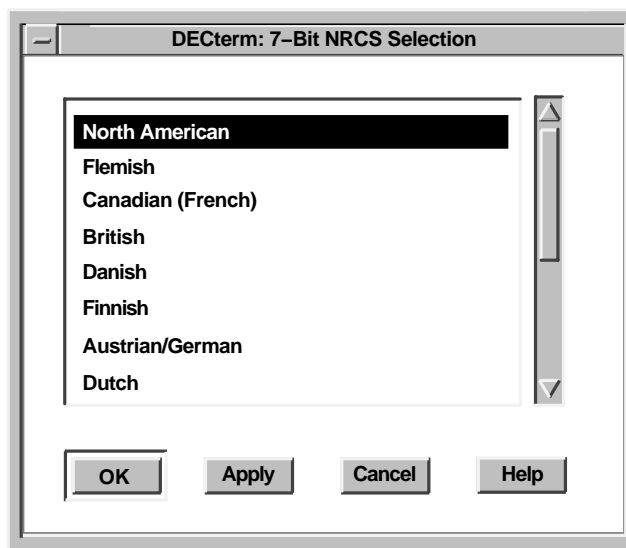 DECterm: 7–Bit NRCS Selection
North American
Flemish
Canadian (French)
British
Danish
Finnish
Austrian/German
Dutch
OK Apply Cancel Help